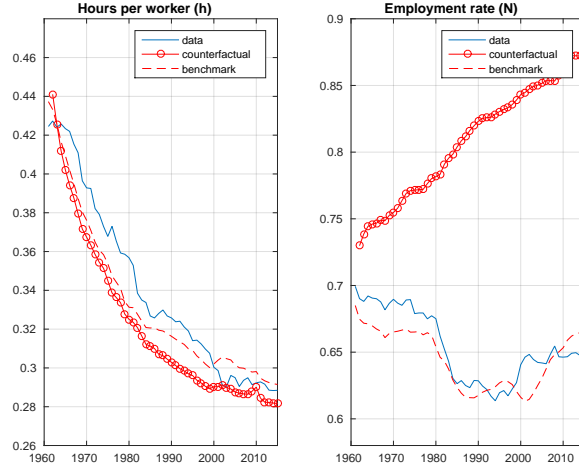 Hours per worker (h)
0.46
0.44
0.42
0.4
0.38
0.36
0.34
0.32
0.3
0.28
0.26
1960 1970 1980 1990 2000 2010
data
counterfactual
benchmark
Employment rate (N)
0.9
0.85
0.8
0.75
0.7
0.65
0.6
1960 1970 1980 1990 2000 2010
data
counterfactual
benchmark